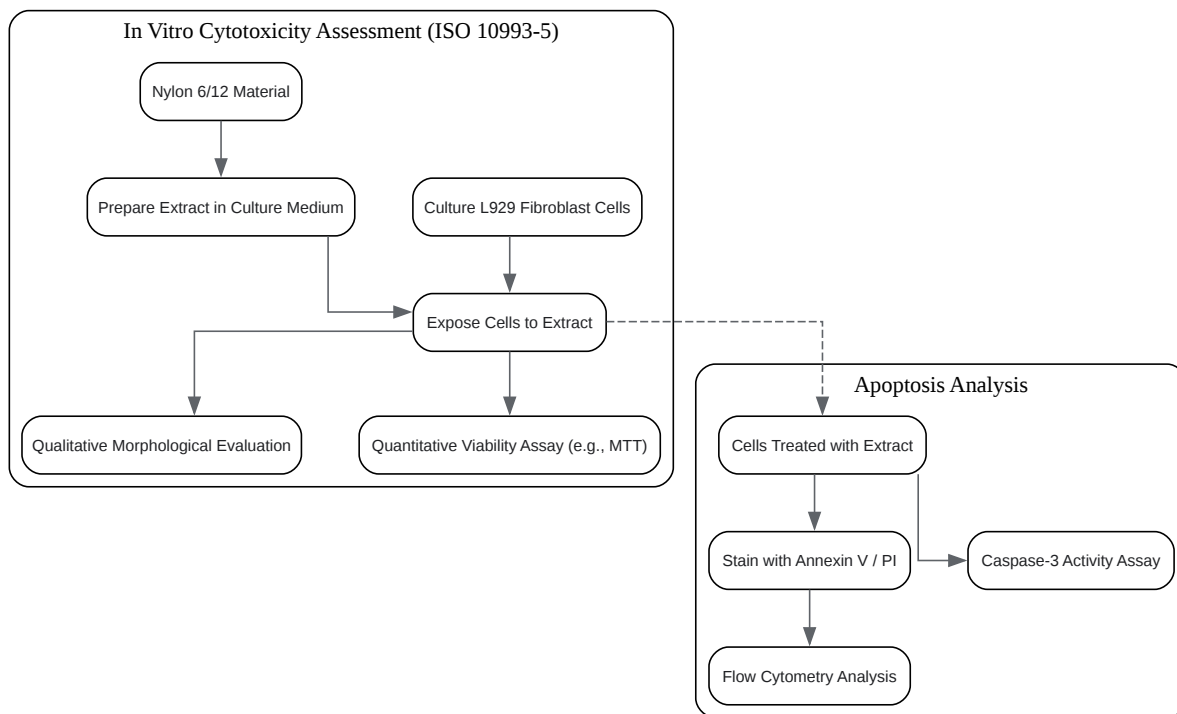 In Vitro Cytotoxicity Assessment (ISO 10993-5)
Nylon 6/12 Material
Prepare Extract in Culture Medium
Culture L929 Fibroblast Cells
Expose Cells to Extract
Qualitative Morphological Evaluation
Quantitative Viability Assay (e.g., MTT)
Apoptosis Analysis
Cells Treated with Extract
Stain with Annexin V / PI
Caspase-3 Activity Assay
Flow Cytometry Analysis